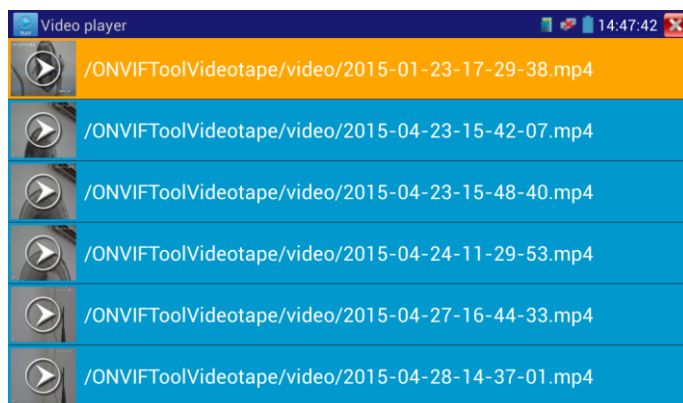 PLAY
Video player
14:47:42
/ONVIFToolVideotape/video/2015-01-23-17-29-38.mp4
/ONVIFToolVideotape/video/2015-04-23-15-42-07.mp4
/ONVIFToolVideotape/video/2015-04-23-15-48-40.mp4
/ONVIFToolVideotape/video/2015-04-24-11-29-53.mp4
/ONVIFToolVideotape/video/2015-04-27-16-44-33.mp4
/ONVIFToolVideotape/video/2015-04-28-14-37-01.mp4